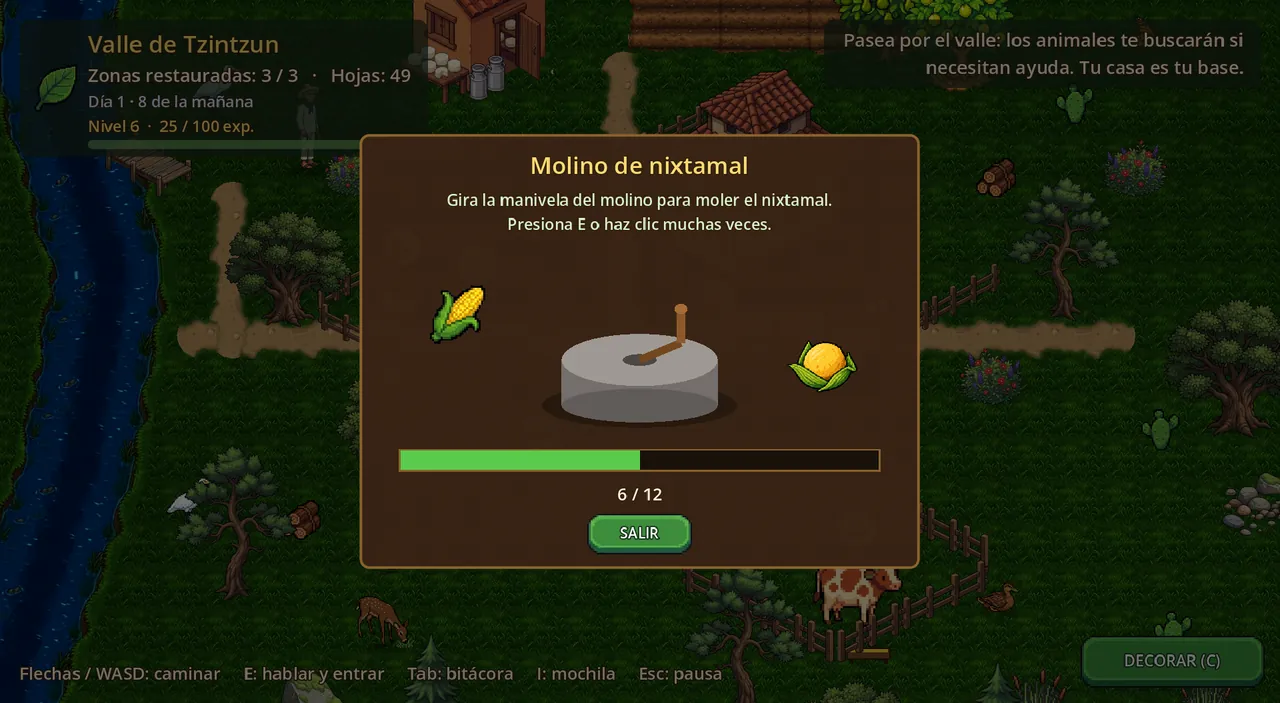 Valle de Tzintzun
Zonas restauradas: 3 / 3 · Hojas: 49
Día 1 · 8 de la mañana
Nivel 6 · 25 / 100 exp.
Pasea por el valle: los animales te buscarán si
necesitan ayuda. Tu casa es tu base.
Molino de nixtamal
Gira la manivela del molino para moler el nixtamal.
Presiona E o haz clic muchas veces.
6 / 12
SALIR
Flechas / WASD: caminar E: hablar y entrar Tab: bitácora I: mochila Esc: pausa
DECORAR (C)